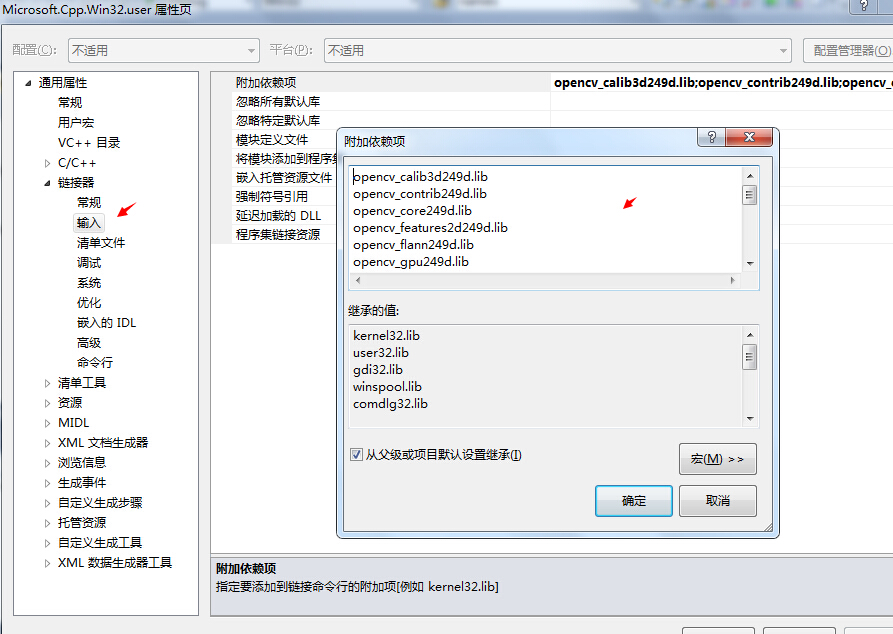 Microsoft.Cpp.Win32.user 属性页
配置(C): 不适用 平台(P): 不适用 配置管理器(O)
通用属性
常规
用户宏
VC++ 目录
C/C++
链接器
常规
输入
清单文件
调试
系统
优化
嵌入的 IDL
高级
命令行
清单工具
资源
MIDL
XML 文档生成器
浏览信息
生成事件
自定义生成步骤
托管资源
自定义生成工具
XML 数据生成器工具
附加依赖项 opencv_calib3d249d.lib;opencv_contrib249d.lib;opencv_
忽略所有默认库
忽略特定默认库
模块定义文件
将模块添加到程序集
嵌入托管资源文件
强制符号引用
延迟加载的 DLL
程序集链接资源
附加依赖项
opencv_calib3d249d.lib
opencv_contrib249d.lib
opencv_core249d.lib
opencv_features2d249d.lib
opencv_flann249d.lib
opencv_gpu249d.lib
继承的值:
kernel32.lib
user32.lib
gdi32.lib
winspool.lib
comdlg32.lib
从父级或项目默认设置继承(I)
宏(M) >>
确定 取消
附加依赖项
指定要添加到链接命令行的附加项[例如 kernel32.lib]